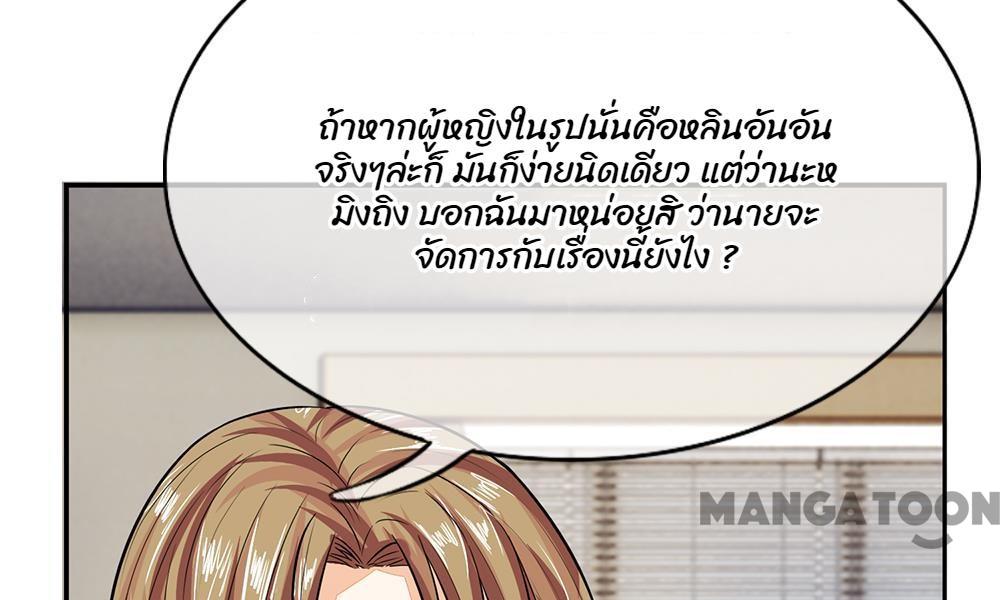 ถ้าหากผู้หญิงในรูปนั่นคือหลินอันอัน
จริงๆล่ะก็ มันก็ง่ายนิดเดียว แต่ว่านะห
มิงถิง บอกฉันมาหน่อยสิ ว่านายจะ
จัดการกับเรื่องนี้ยังไง ?
MANGATOON